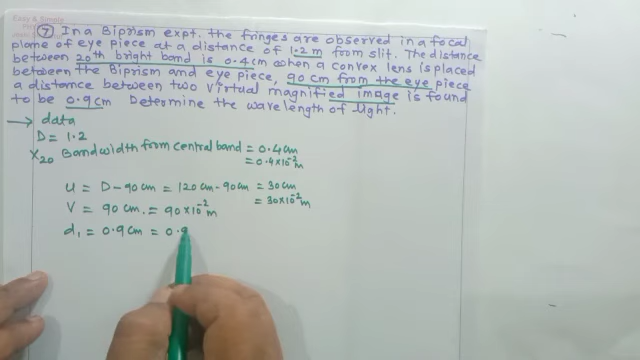 Easy & Simple
⑦ In a Biprism expt. the fringes are observed in a focal
plane of eye piece at a distance of 1.2 m from slit. The distance
between 20th bright band is 0.4cm when a convex lens is placed
between the Biprism and eye piece, 90 cm from the eye piece
a distance between two virtual magnified image is found
to be 0.9cm Determine the wavelength of light.
→ data
D = 1.2
X20 Bandwidth from central band = 0.4 cm
= 0.4×10⁻² m
u = D - 90 cm = 120 cm - 90 cm = 30 cm
= 30×10⁻² m
V = 90 cm. = 90×10⁻² m
d₁ = 0.9 cm = 0.9